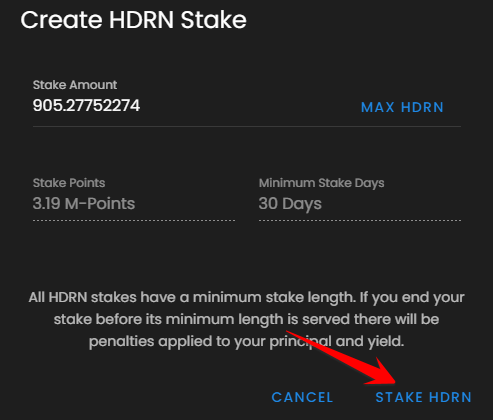 Create HDRN Stake
Stake Amount
905.27752274
MAX HDRN
Stake Points
Minimum Stake Days
3.19 M-Points
30 Days
All HDRN stakes have a minimum stake length. If you end your
stake before its minimum length is served there will be
penalties applied to your principal and yield.
CANCEL
STAKE HDRN